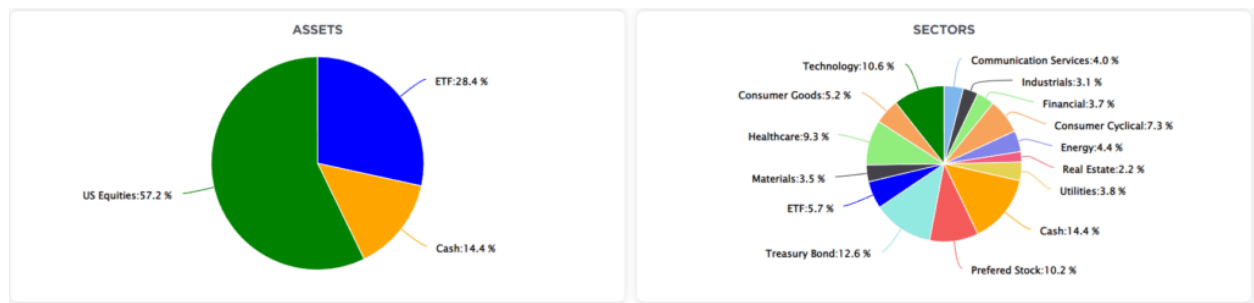 ASSETS
ETF:28.4 %
US Equities:57.2 %
Cash:14.4 %
SECTORS
Communication Services:4.0 %
Technology:10.6 %
Industrials:3.1 %
Consumer Goods:5.2 %
Financial:3.7 %
Consumer Cyclical:7.3 %
Healthcare:9.3 %
Energy:4.4 %
Real Estate:2.2 %
Materials:3.5 %
Utilities:3.8 %
ETF:5.7 %
Cash:14.4 %
Treasury Bond:12.6 %
Prefered Stock:10.2 %